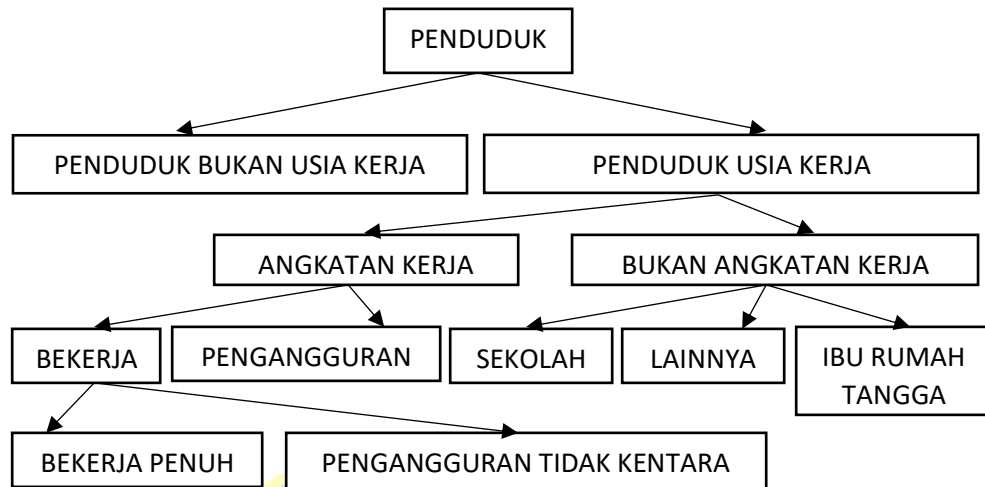 PENDUDUK
PENDUDUK BUKAN USIA KERJA
PENDUDUK USIA KERJA
ANGKATAN KERJA
BUKAN ANGKATAN KERJA
BEKERJA
PENGANGGURAN
SEKOLAH
LAINNYA
IBU RUMAH
TANGGA
BEKERJA PENUH
PENGANGGURAN TIDAK KENTARA